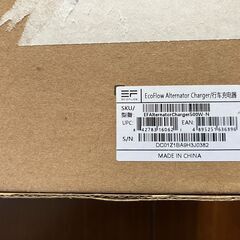 EF
ECOFLOW
EcoFlow Alternator Charger/行车充电器
SKU/
型号: EFAlternatorCharger500W-N
UPC:
EAN:
S/N
DC01Z1BA9H3J0382
MADE IN CHINA